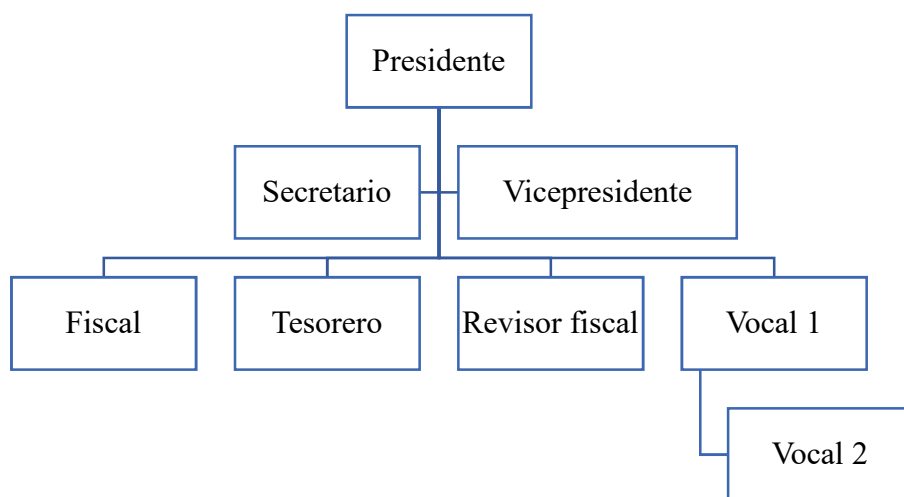 Presidente
Secretario
Vicepresidente
Fiscal
Tesorero
Revisor fiscal
Vocal 1
Vocal 2